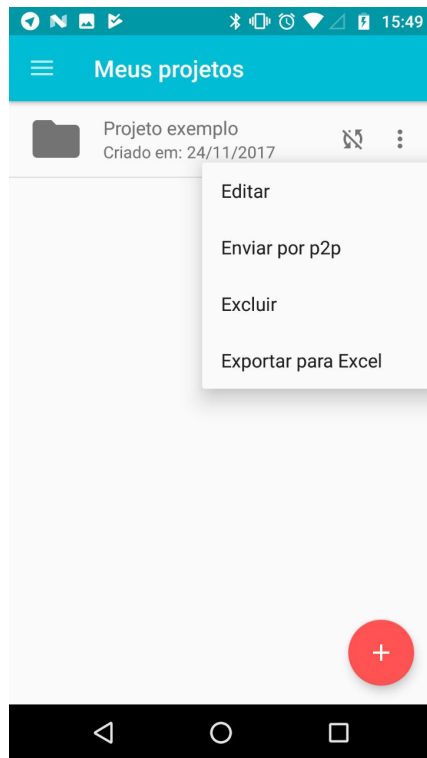 15:49
Meus projetos
Projeto exemplo
Criado em: 24/11/2017
Editar
Enviar por p2p
Excluir
Exportar para Excel